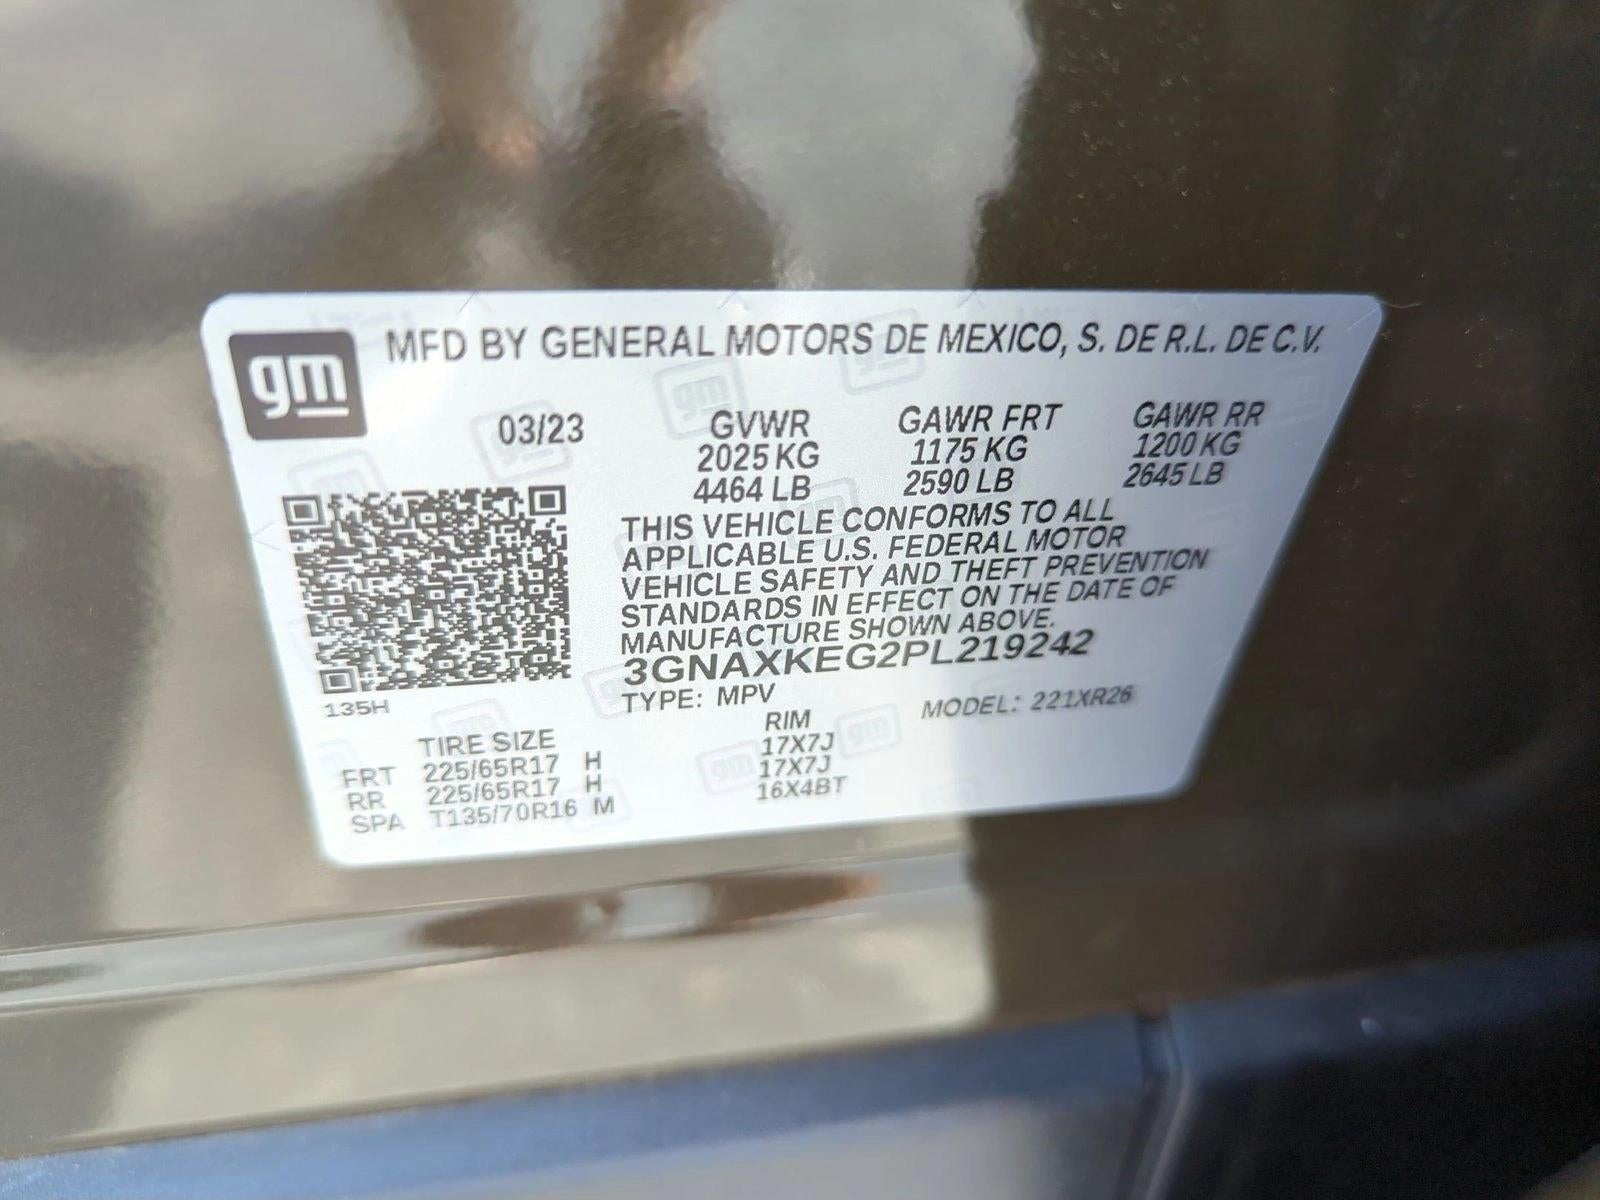 gm
MFD BY GENERAL MOTORS DE MEXICO, S. DE R.L. DE C.V.
03/23 GVWR GAWR FRT GAWR RR
2025 KG 1175 KG 1200 KG
4464 LB 2590 LB 2645 LB
THIS VEHICLE CONFORMS TO ALL
APPLICABLE U.S. FEDERAL MOTOR
VEHICLE SAFETY AND THEFT PREVENTION
STANDARDS IN EFFECT ON THE DATE OF
MANUFACTURE SHOWN ABOVE.
3GNAXKEG2PL219242
TYPE: MPV MODEL: 221XR26
135H
TIRE SIZE RIM
FRT 225/65R17 H 17X7J
RR 225/65R17 H 17X7J
SPA T135/70R16 M 16X4BT